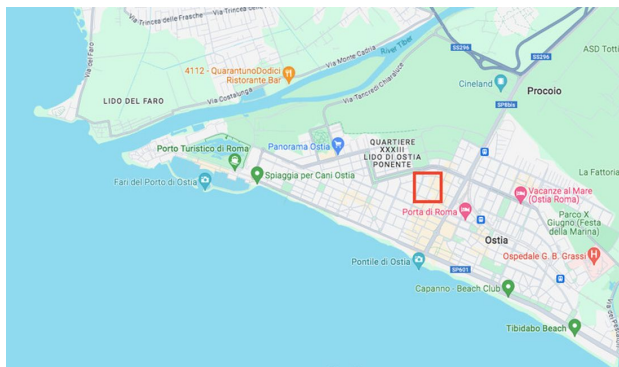 Via Trincea delle Frasche
Via Trincea
Via del Faro
4112 - QuarantunoDodici
Ristorante Bar
Via Monte Cadria
River Tiber
SS296
SS296
ASD Totti
LIDO DEL FARO
Via Costalunga
Via Tancredi Chiaraluce
Cineland
Procoio
SP8bis
Porto Turistico di Roma
Panorama Ostia
QUARTIERE
XXXIII
LIDO DI OSTIA
PONENTE
La Fattoria
Fari del Porto di Ostia
Spiaggia per Cani Ostia
Vacanze al Mare
(Ostia Roma)
Porta di Roma
Parco X
Giugno (Festa
della Marina)
Ostia
Ospedale G. B. Grassi
Pontile di Ostia
SP601
Capanno - Beach Club
Tibidabo Beach